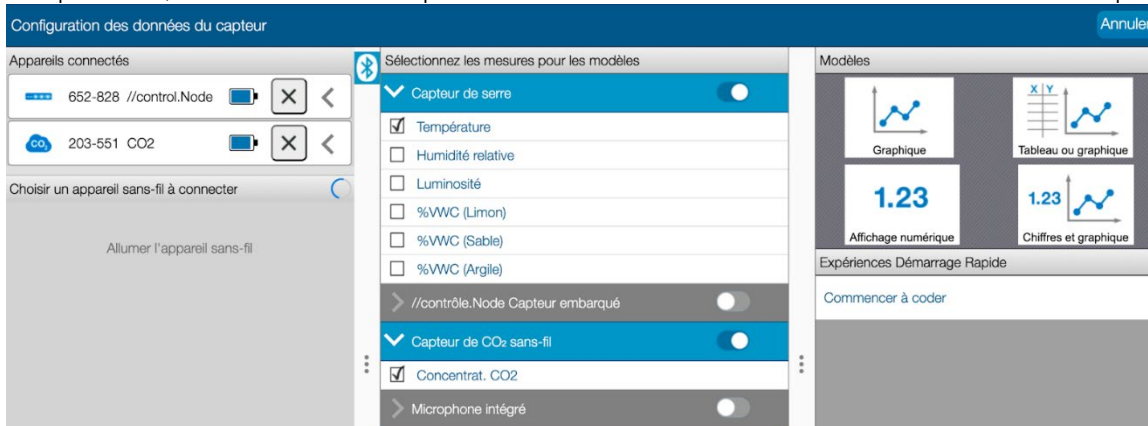 Configuration des données du capteur
Annuler
Appareils connectés
652-828 //control.Node
CO₂
203-551 CO2
Choisir un appareil sans-fil à connecter
Allumer l'appareil sans-fil
Sélectionnez les mesures pour les modèles
Capteur de serre
Température
Humidité relative
Luminosité
%VWC (Limon)
%VWC (Sable)
%VWC (Argile)
//contrôle.Node Capteur embarqué
Capteur de CO₂ sans-fil
Concentrat. CO2
Microphone intégré
Modèles
Graphique
X Y
Tableau ou graphique
1.23
Affichage numérique
1.23
Chiffres et graphique
Expériences Démarrage Rapide
Commencer à coder